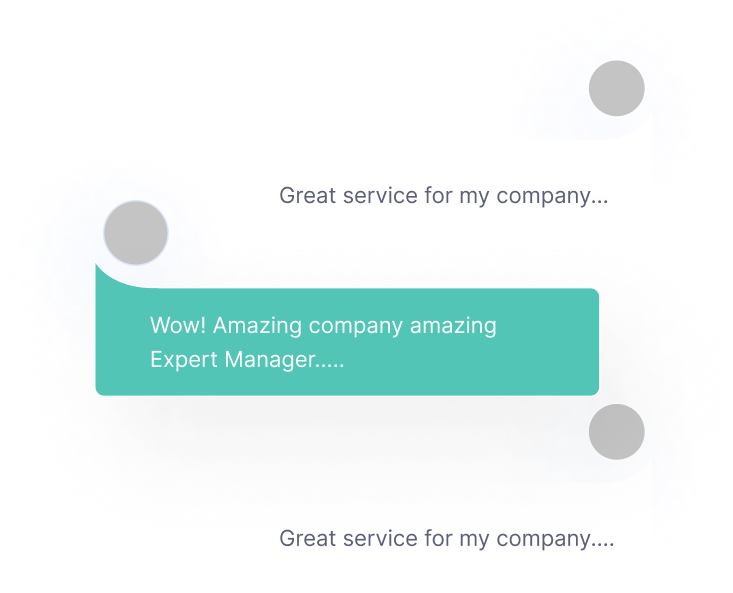 Great service for my company...
Wow! Amazing company amazing
Expert Manager.....
Great service for my company....